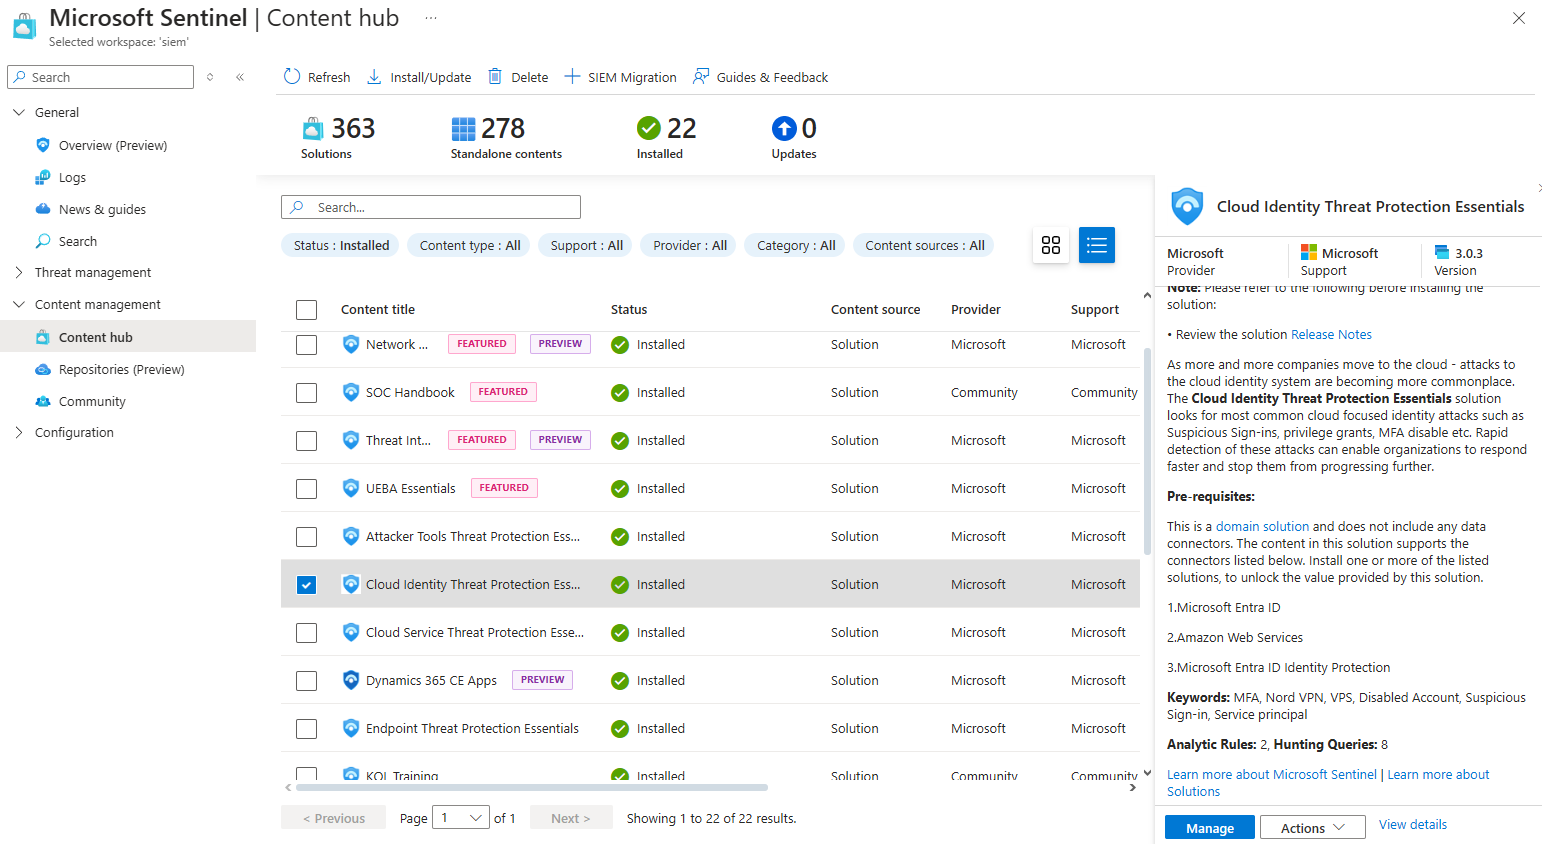 Microsoft Sentinel | Content hub ...
Selected workspace: 'siem'
Search
General
Overview (Preview)
Logs
News & guides
Search
Threat management
Content management
Content hub
Repositories (Preview)
Community
Configuration
Refresh Install/Update Delete SIEM Migration Guides & Feedback
363 278 22 0
Solutions Standalone contents Installed Updates
Search...
Status : Installed Content type : All Support : All Provider : All Category : All Content sources : All
Content title Status Content source Provider Support
Network ... FEATURED PREVIEW Installed Solution Microsoft Microsoft
SOC Handbook FEATURED Installed Solution Community Community
Threat Int... FEATURED PREVIEW Installed Solution Microsoft Microsoft
UEBA Essentials FEATURED Installed Solution Microsoft Microsoft
Attacker Tools Threat Protection Ess... Installed Solution Microsoft Microsoft
Cloud Identity Threat Protection Ess... Installed Solution Microsoft Microsoft
Cloud Service Threat Protection Esse... Installed Solution Microsoft Microsoft
Dynamics 365 CE Apps PREVIEW Installed Solution Microsoft Microsoft
Endpoint Threat Protection Essentials Installed Solution Microsoft Microsoft
KQL Training Installed Solution Community Community
< Previous Page 1 of 1 Next > Showing 1 to 22 of 22 results.
Cloud Identity Threat Protection Essentials
Microsoft Microsoft 3.0.3
Provider Support Version
Note: Please refer to the following before installing the
solution:
• Review the solution Release Notes
As more and more companies move to the cloud - attacks to
the cloud identity system are becoming more commonplace.
The Cloud Identity Threat Protection Essentials solution
looks for most common cloud focused identity attacks such as
Suspicious Sign-ins, privilege grants, MFA disable etc. Rapid
detection of these attacks can enable organizations to respond
faster and stop them from progressing further.
Pre-requisites:
This is a domain solution and does not include any data
connectors. The content in this solution supports the
connectors listed below. Install one or more of the listed
solutions, to unlock the value provided by this solution.
1.Microsoft Entra ID
2.Amazon Web Services
3.Microsoft Entra ID Identity Protection
Keywords: MFA, Nord VPN, VPS, Disabled Account, Suspicious
Sign-in, Service principal
Analytic Rules: 2, Hunting Queries: 8
Learn more about Microsoft Sentinel | Learn more about
Solutions
Manage Actions View details